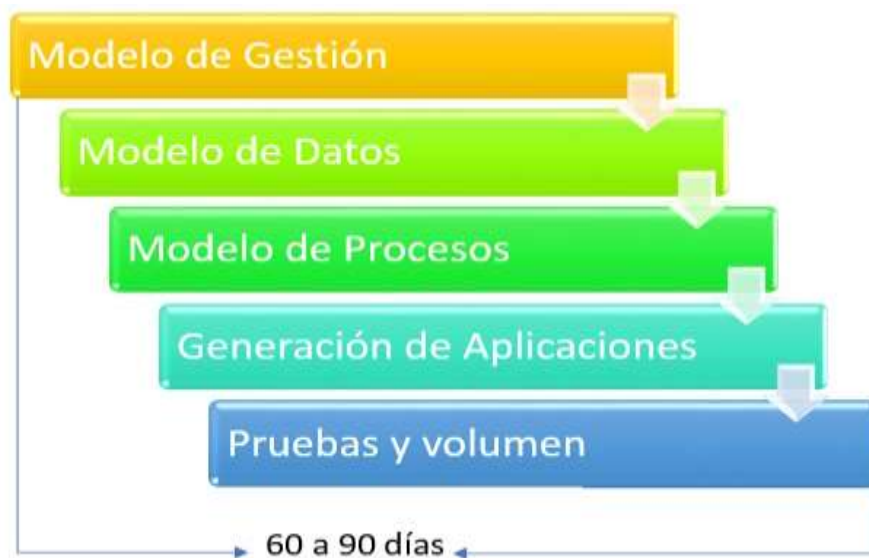 Modelo de Gestión
Modelo de Datos
Modelo de Procesos
Generación de Aplicaciones
Pruebas y volumen
60 a 90 días